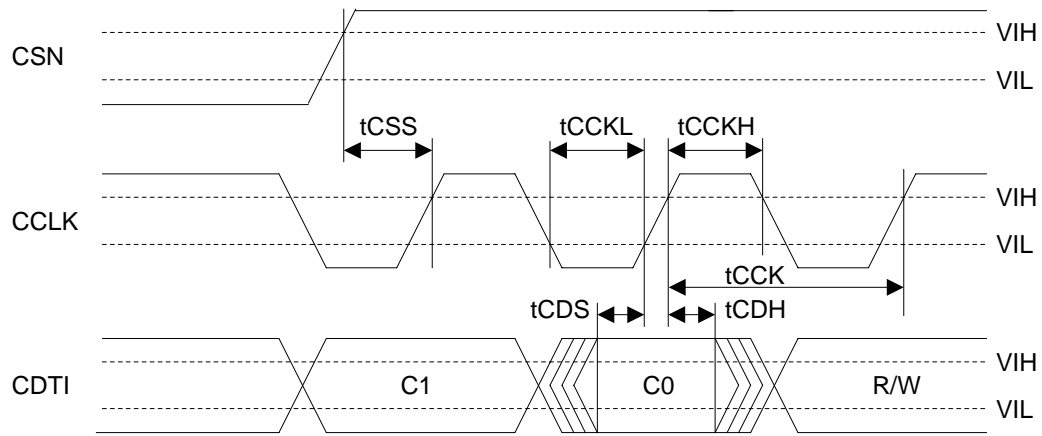 VIH
CSN
VIL
tCSS tCCKL tCCKH
VIH
CCLK
VIL
tCCK
tCDS tCDH
VIH
CDTI C1 C0 R/W
VIL